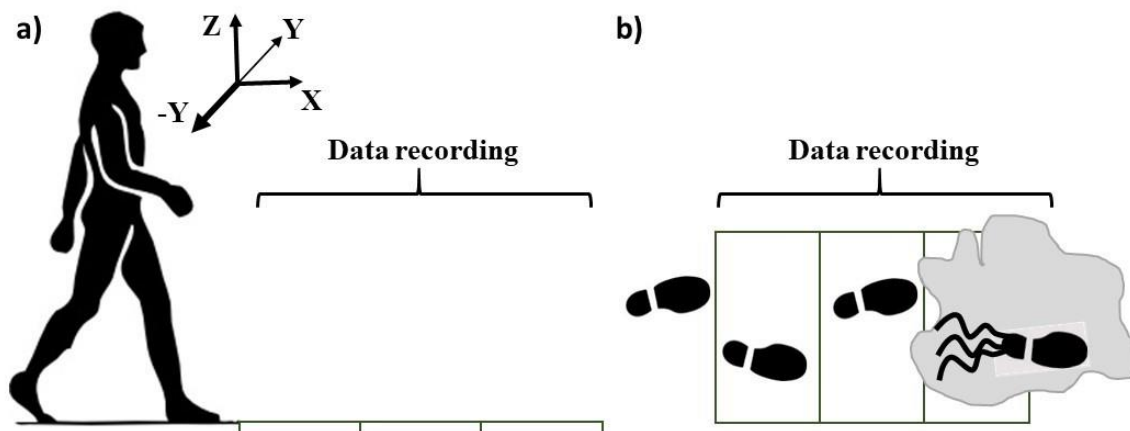 a)
Z
Y
X
-Y
Data recording
b)
Data recording